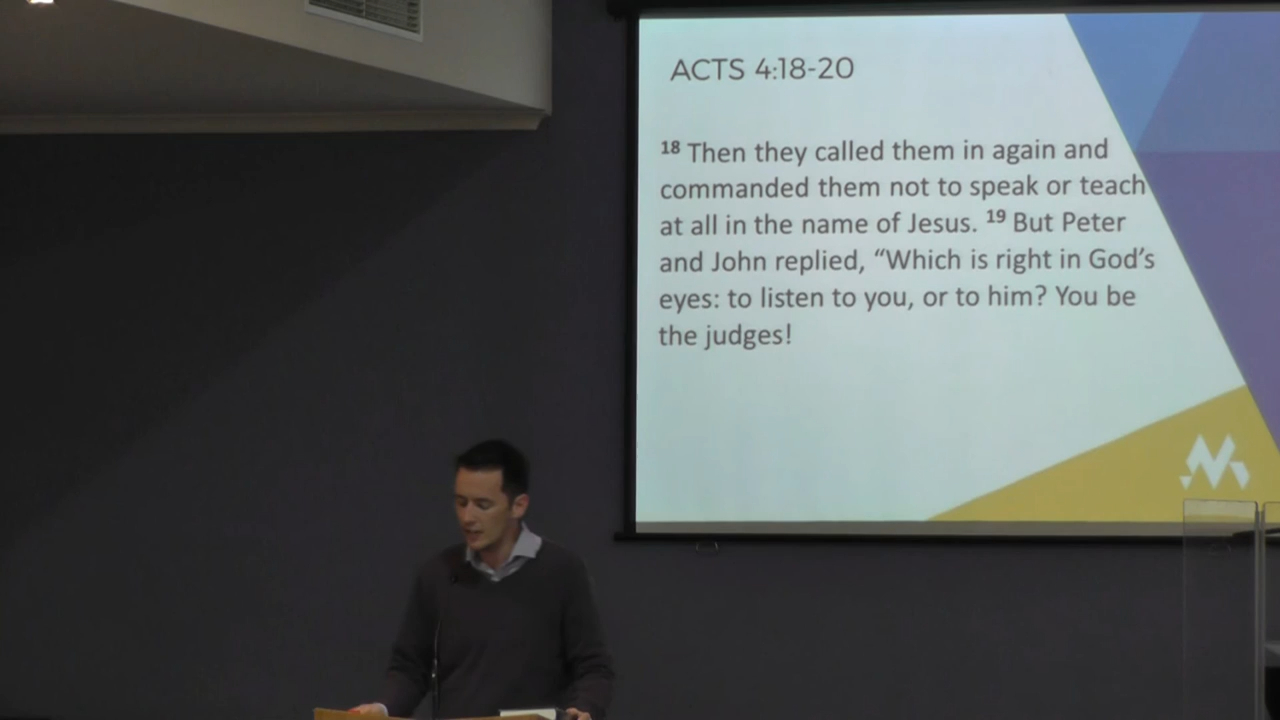 ACTS 4:18-20
18 Then they called them in again and
commanded them not to speak or teach
at all in the name of Jesus. 19 But Peter
and John replied, “Which is right in God’s
eyes: to listen to you, or to him? You be
the judges!